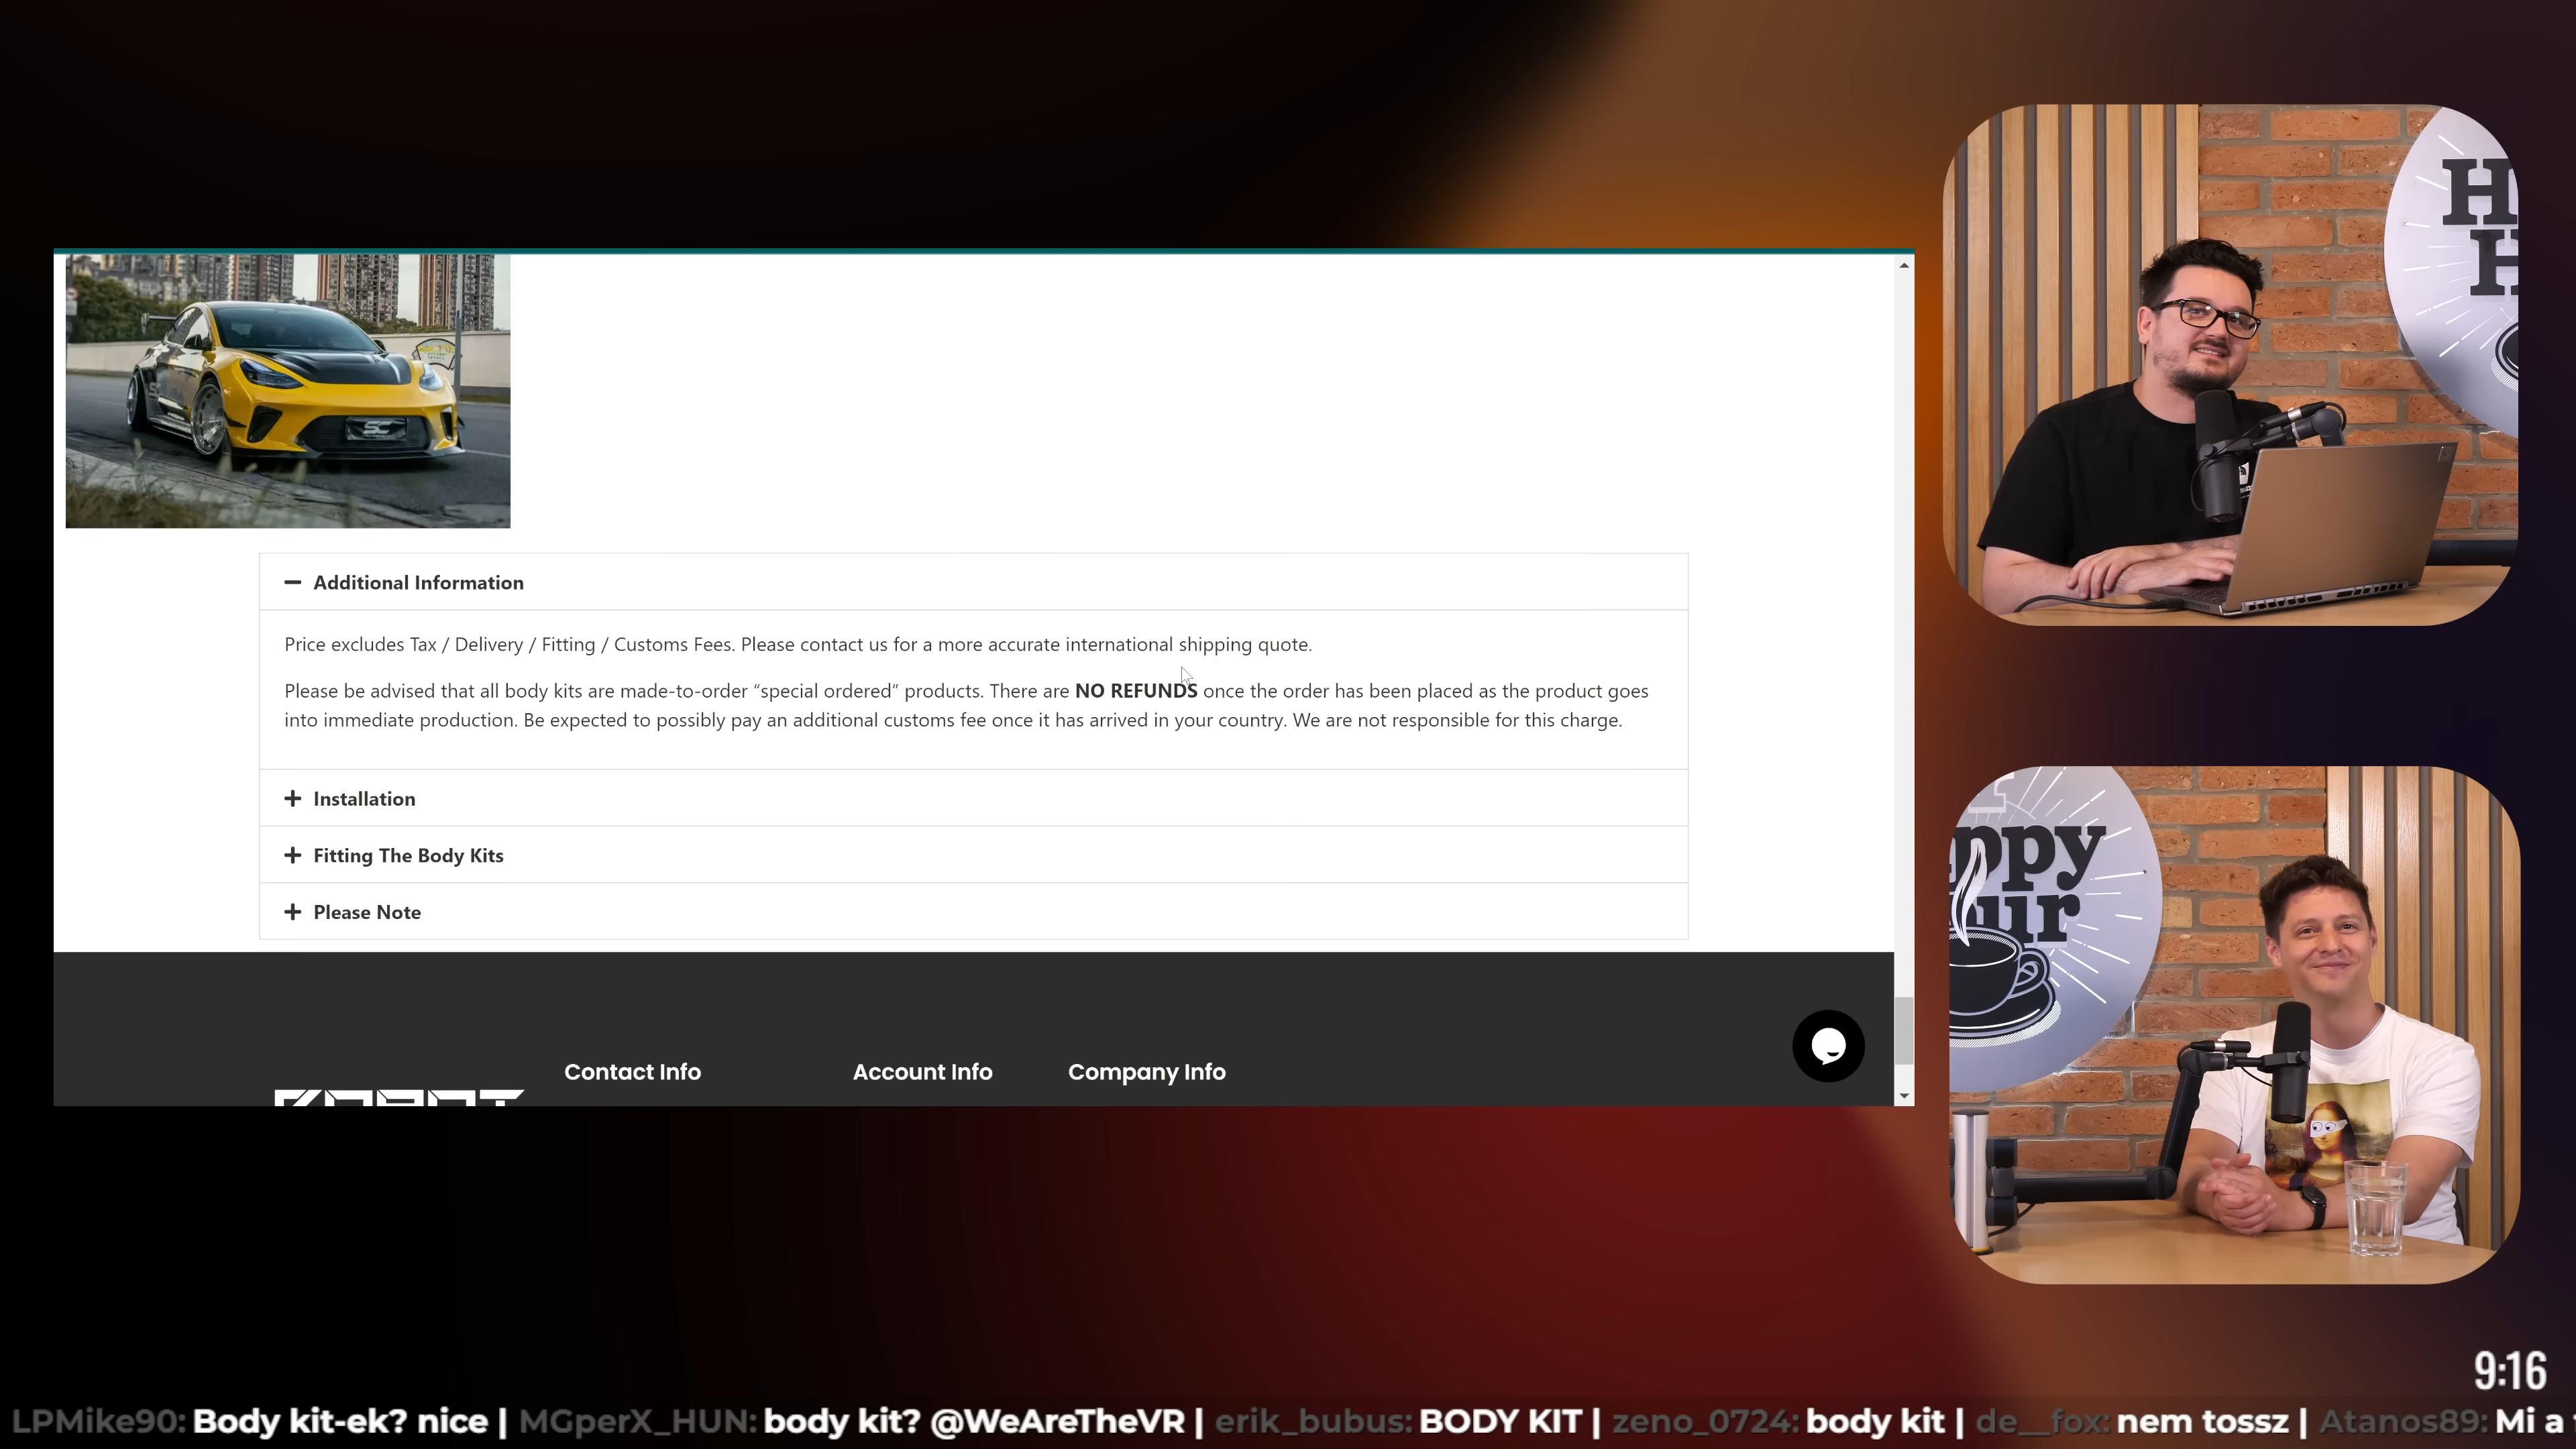 SC
Additional Information
Price excludes Tax / Delivery / Fitting / Customs Fees. Please contact us for a more accurate international shipping quote.
Please be advised that all body kits are made-to-order “special ordered” products. There are NO REFUNDS once the order has been placed as the product goes
into immediate production. Be expected to possibly pay an additional customs fee once it has arrived in your country. We are not responsible for this charge.
Installation
Fitting The Body Kits
Please Note
Contact Info
Account Info
Company Info
H
H
ppy
ur
9:16
LPMike90: Body kit-ek? nice | MGperX_HUN: body kit? @WeAreTheVR | erik_bubus: BODY KIT | zeno_0724: body kit | de__fox: nem tossz | Atanos89: Mi a